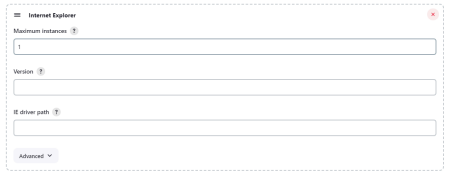 Internet Explorer
Maximum instances ?
1
Version ?
IE driver path ?
Advanced